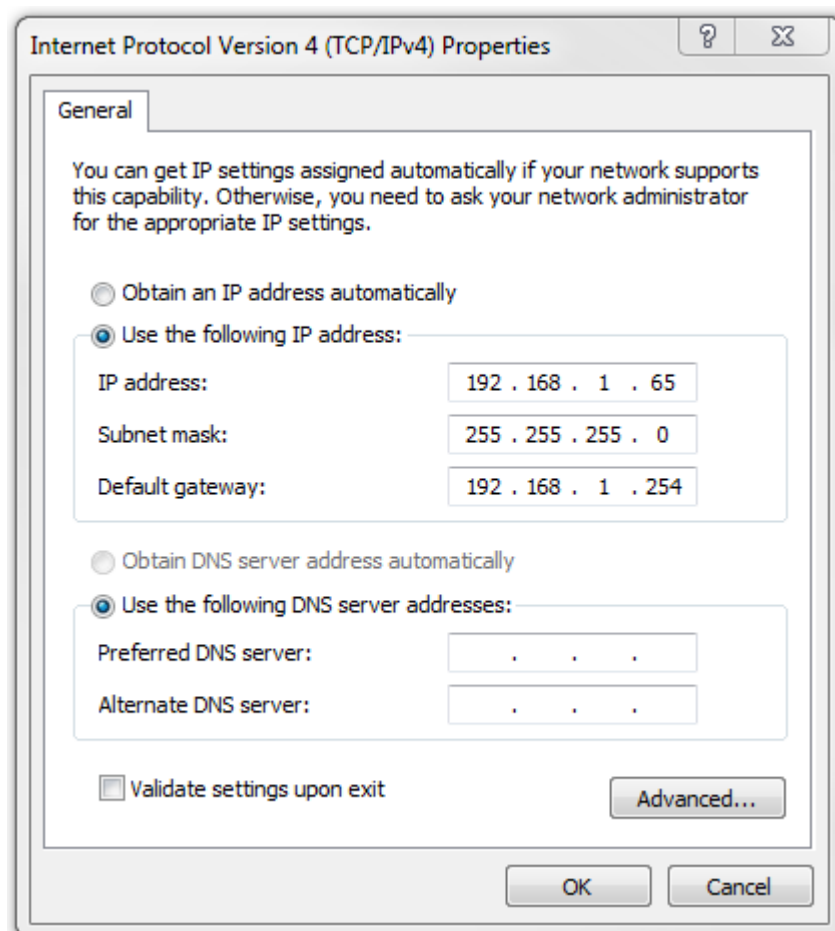 Internet Protocol Version 4 (TCP/IPv4) Properties
General
You can get IP settings assigned automatically if your network supports
this capability. Otherwise, you need to ask your network administrator
for the appropriate IP settings.
Obtain an IP address automatically
Use the following IP address:
IP address: 192 . 168 . 1 . 65
Subnet mask: 255 . 255 . 255 . 0
Default gateway: 192 . 168 . 1 . 254
Obtain DNS server address automatically
Use the following DNS server addresses:
Preferred DNS server: . . .
Alternate DNS server: . . .
Validate settings upon exit
Advanced...
OK Cancel